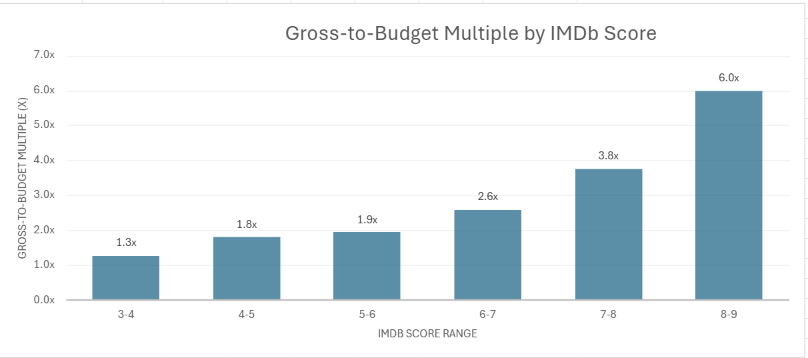 Gross-to-Budget Multiple by IMDb Score
GROSS-TO-BUDGET MULTIPLE (X)
7.0x
6.0x
5.0x
4.0x
3.0x
2.0x
1.0x
0.0x
1.3x
1.8x
1.9x
2.6x
3.8x
6.0x
3-4
4-5
5-6
6-7
7-8
8-9
IMDB SCORE RANGE